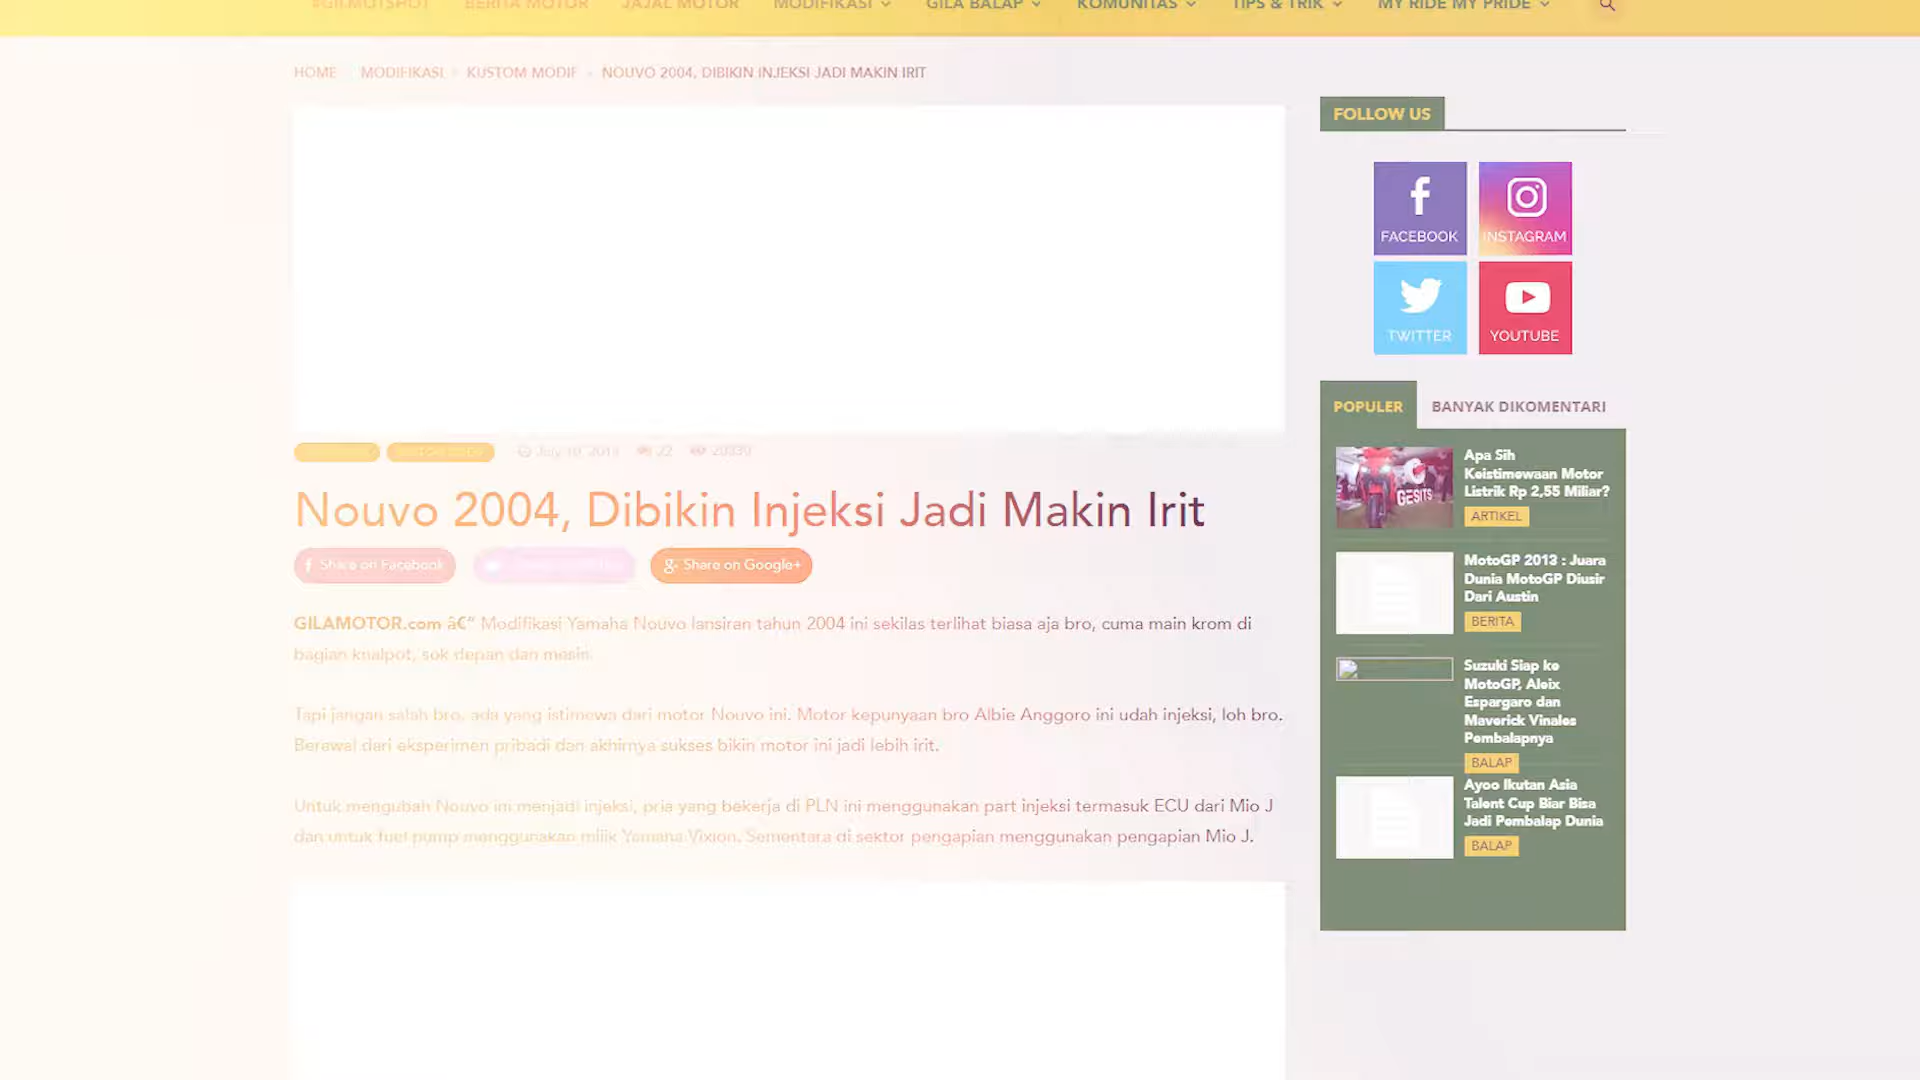 #GILMOTSHOT BERITA MOTOR JAJAL MOTOR MODIFIKASI GILA BALAP KOMUNITAS TIPS & TRIK MY RIDE MY PRIDE
HOME MODIFIKASI KUSTOM MODIF NOUVO 2004, DIBIKIN INJEKSI JADI MAKIN IRIT
July 10, 2013 22
Nouvo 2004, Dibikin Injeksi Jadi Makin Irit
Share on Facebook
Share on Google+
GILAMOTOR.com â€“ Modifikasi Yamaha Nouvo lansiran tahun 2004 ini sekilas terlihat biasa aja bro, cuma main krom di
bagian knalpot, sok depan dan mesin.
Tapi jangan salah bro, ada yang istimewa dari motor Nouvo ini. Motor kepunyaan bro Albie Anggoro ini udah injeksi, loh bro.
Berawal dari eksperimen pribadi dan akhirnya sukses bikin motor ini jadi lebih irit.
Untuk mengubah Nouvo ini menjadi injeksi, pria yang bekerja di PLN ini menggunakan part injeksi termasuk ECU dari Mio J
dan untuk fuel pump menggunakan milik Yamaha Vixion. Sementara di sektor pengapian menggunakan pengapian Mio J.
FOLLOW US
FACEBOOK INSTAGRAM
TWITTER YOUTUBE
POPULER BANYAK DIKOMENTARI
GESITS
Apa Sih
Keistimewaan Motor
Listrik Rp 2,55 Miliar?
ARTIKEL
MotoGP 2013 : Juara
Dunia MotoGP Diusir
Dari Austin
BERITA
Suzuki Siap ke
MotoGP, Aleix
Espargaro dan
Maverick Vinales
Pembalapnya
BALAP
Ayoo Ikutan Asia
Talent Cup Biar Bisa
Jadi Pembalap Dunia
BALAP